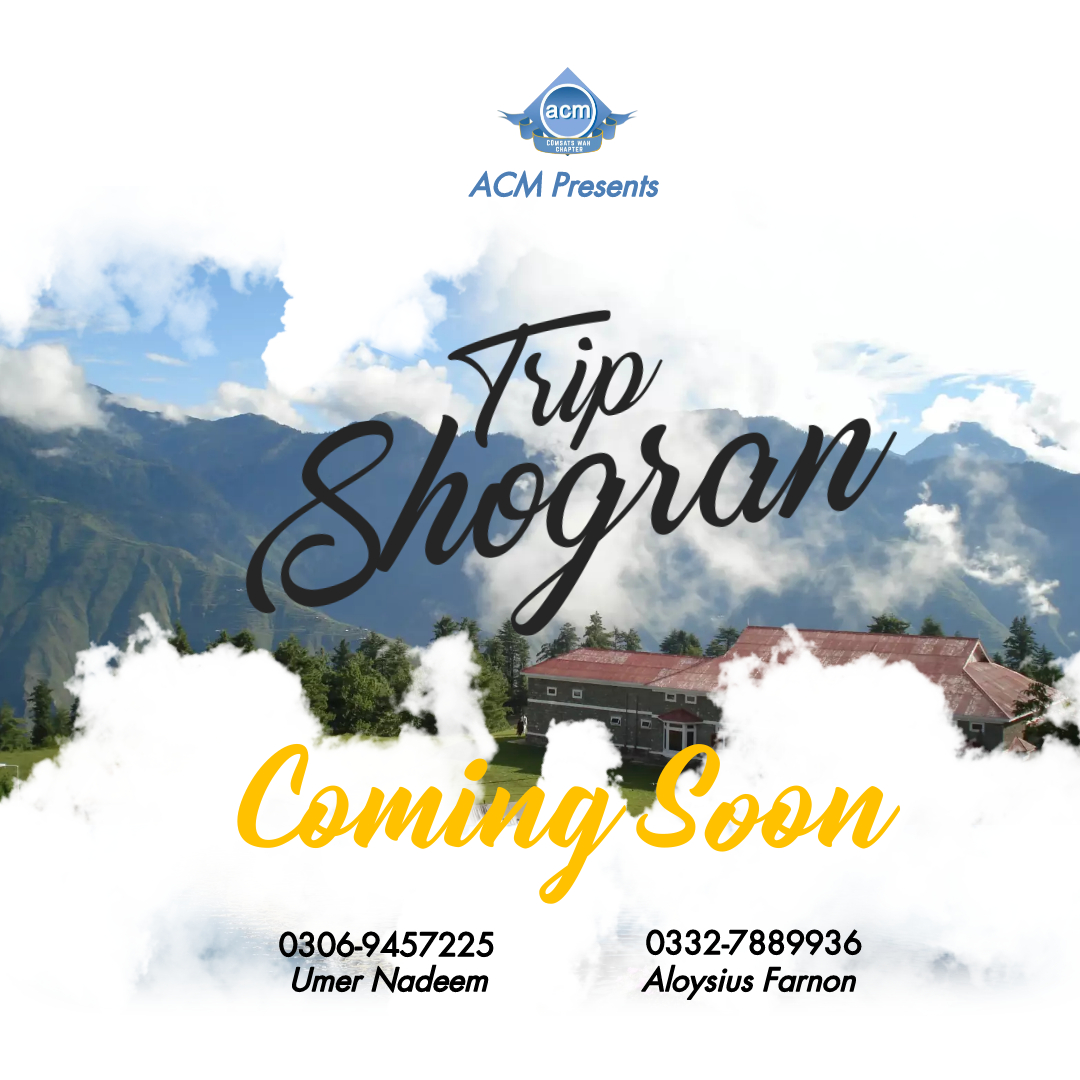 acm
COMSATS WAH
CHAPTER
ACM Presents
Trip
Shogran
Coming Soon
0306-9457225
Umer Nadeem
0332-7889936
Aloysius Farnon